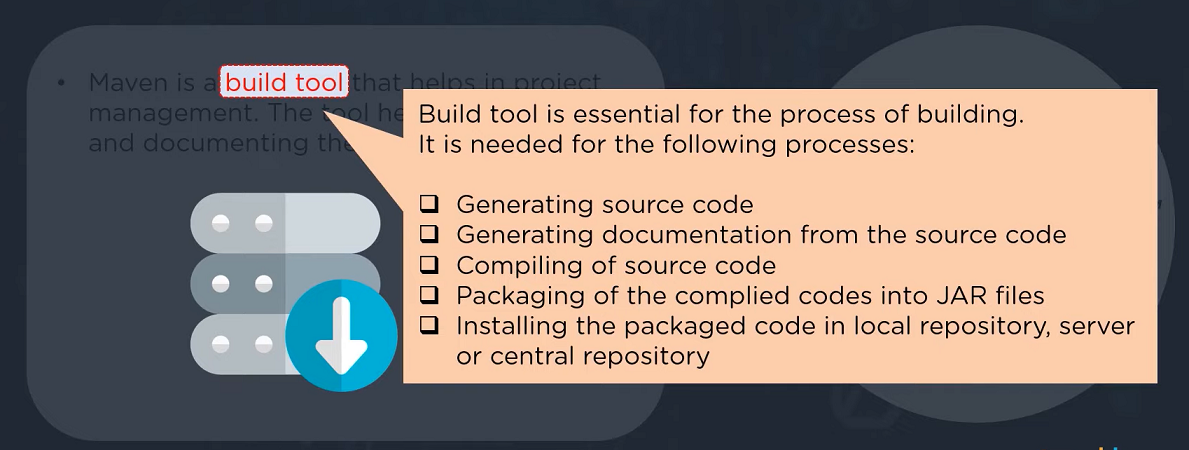 • Maven is a build tool that helps in project
management. The tool he
and documenting the
Build tool is essential for the process of building.
It is needed for the following processes:
❑ Generating source code
❑ Generating documentation from the source code
❑ Compiling of source code
❑ Packaging of the complied codes into JAR files
❑ Installing the packaged code in local repository, server
or central repository